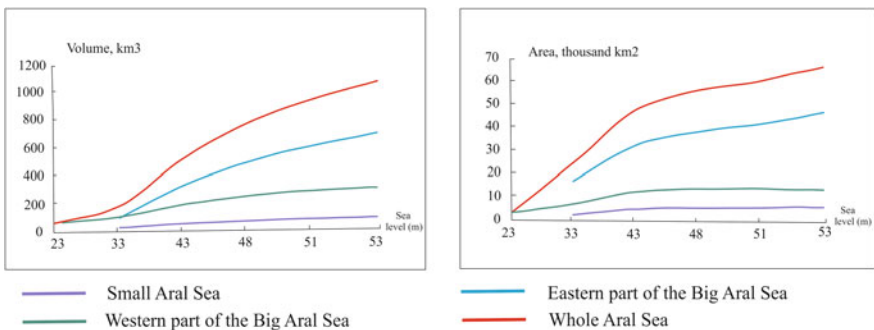 Volume, km3
1200
1000
800
600
400
200
0
23 33 43 48 51 53
Sea
level (m)
Area, thousand km2
70
60
50
40
30
20
10
0
23 33 43 48 51 53
Sea
level (m)
Small Aral Sea
Western part of the Big Aral Sea
Eastern part of the Big Aral Sea
Whole Aral Sea